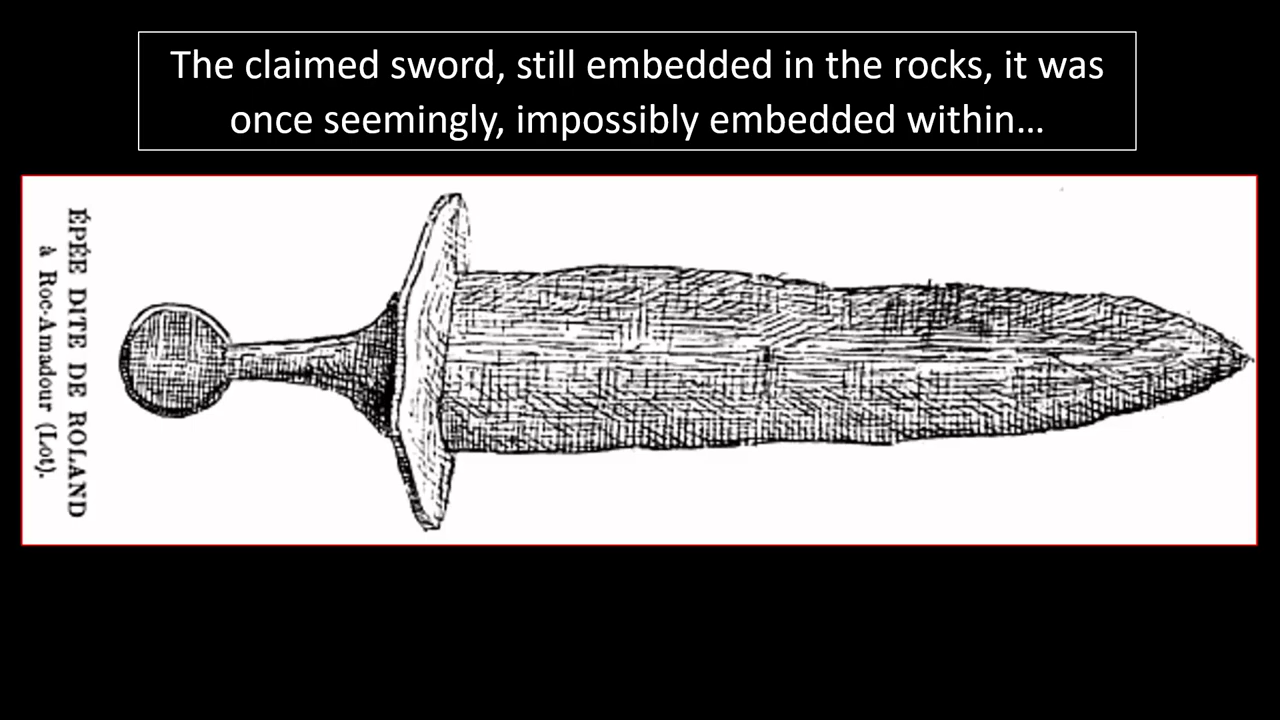 The claimed sword, still embedded in the rocks, it was
once seemingly, impossibly embedded within...
ÉPÉE DITE DE ROLAND
à Roc-Amadour (Lot).